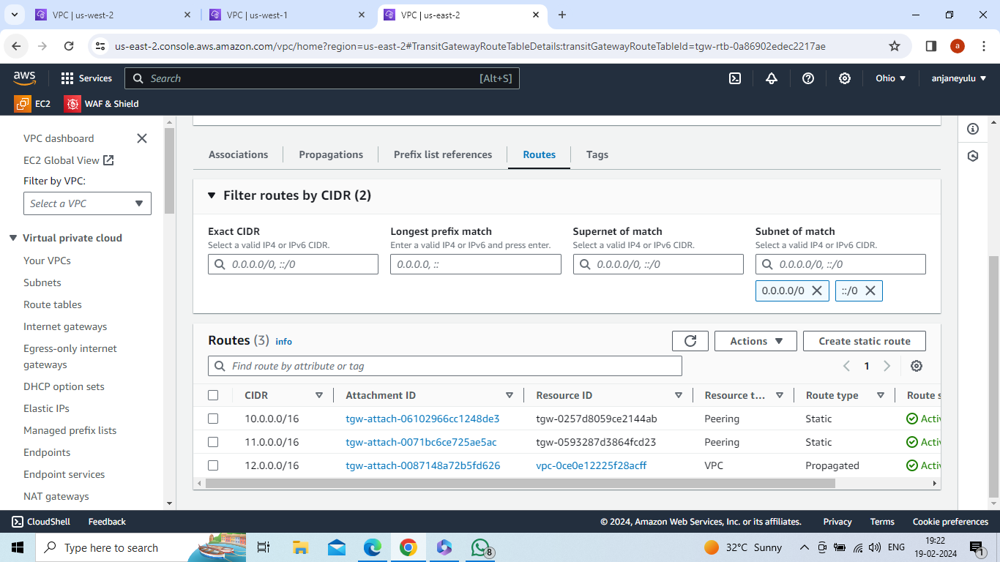 VPC | us-west-2
VPC | us-west-1
VPC | us-east-2
us-east-2.console.aws.amazon.com/vpc/home?region=us-east-2#TransitGatewayRouteTableDetails:transitGatewayRouteTableId=tgw-rtb-0a86902edec2217ae
a
aws
Services
Search
[Alt+S]
Ohio
anjaneyulu
EC2
WAF & Shield
VPC dashboard
EC2 Global View
Filter by VPC:
Select a VPC
Virtual private cloud
Your VPCs
Subnets
Route tables
Internet gateways
Egress-only internet
gateways
DHCP option sets
Elastic IPs
Managed prefix lists
Endpoints
Endpoint services
NAT gateways
Associations
Propagations
Prefix list references
Routes
Tags
Filter routes by CIDR (2)
Exact CIDR
Select a valid IP4 or IPv6 CIDR.
0.0.0.0/0, ::/0
Longest prefix match
Enter a valid IP4 or IPv6 and press enter.
0.0.0.0, ::
Supernet of match
Select a valid IP4 or IPv6 CIDR.
0.0.0.0/0, ::/0
Subnet of match
Select a valid IP4 or IPv6 CIDR.
0.0.0.0/0, ::/0
0.0.0.0/0
::/0
Routes (3) info
Actions
Create static route
Find route by attribute or tag
1
CIDR Attachment ID Resource ID Resource t... Route type Route s
10.0.0.0/16 tgw-attach-06102966cc1248de3 tgw-0257d8059ce2144ab Peering Static Acti
11.0.0.0/16 tgw-attach-0071bc6ce725ae5ac tgw-0593287d3864fcd23 Peering Static Acti
12.0.0.0/16 tgw-attach-0087148a72b5fd626 vpc-0ce0e12225f28acff VPC Propagated Acti
CloudShell
Feedback
© 2024, Amazon Web Services, Inc. or its affiliates.
Privacy
Terms
Cookie preferences
Type here to search
8
32°C Sunny
ENG
19:22
19-02-2024
1